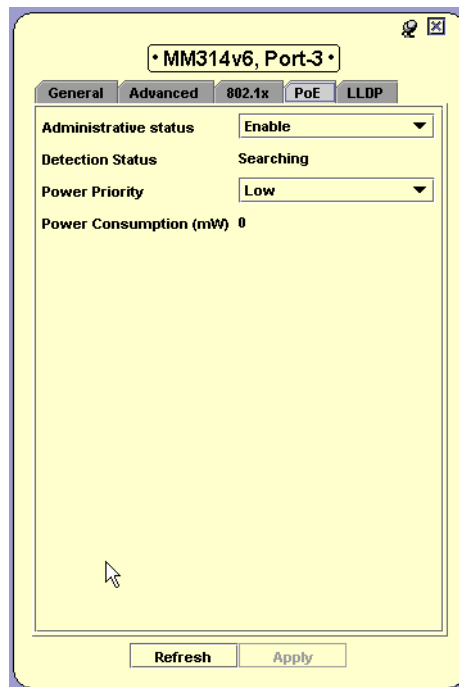 • MM314v6, Port-3 •
General Advanced 802.1x PoE LLDP
Administrative status Enable
Detection Status Searching
Power Priority Low
Power Consumption (mW) 0
Refresh Apply